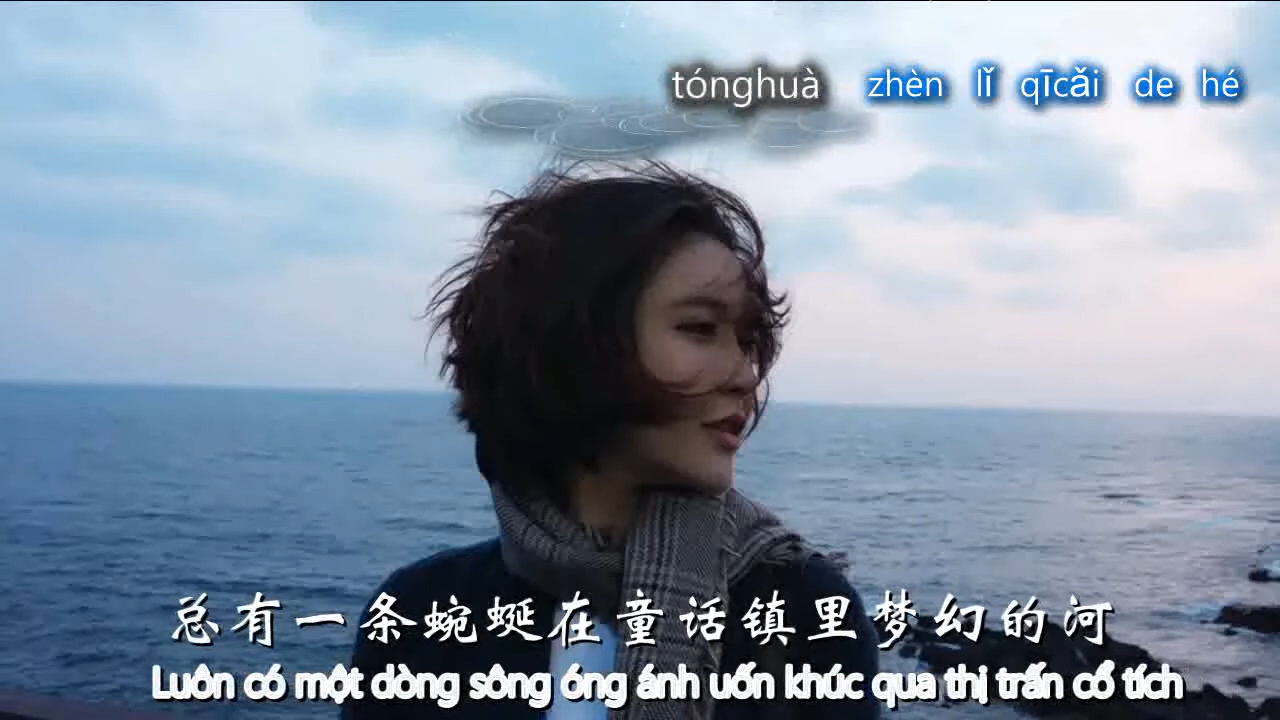 tónghuà zhèn lǐ qīcǎi de hé
总有一条蜿蜒在童话镇里梦幻的河
Luôn có một dòng sông óng ánh uốn khúc qua thị trấn cổ tích